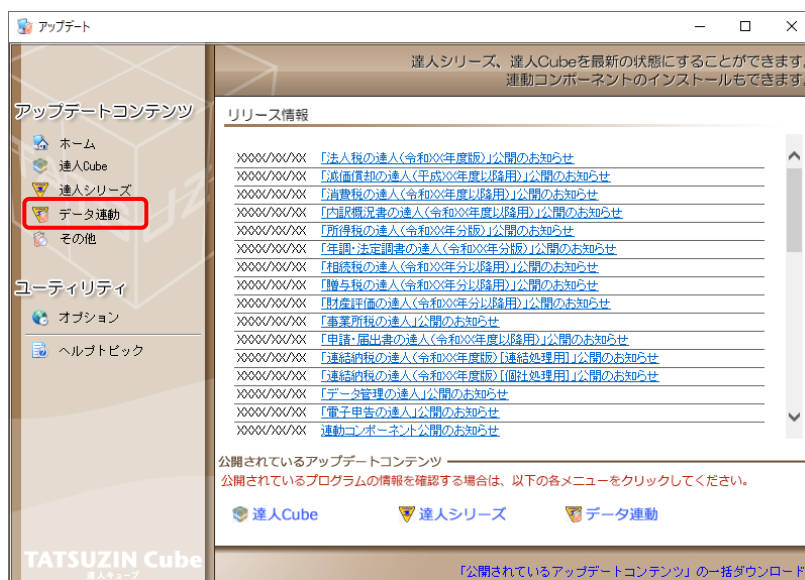 アップデート
達人シリーズ、達人Cubeを最新の状態にすることができます。
連動コンポーネントのインストールもできます。
アップデートコンテンツ
ホーム
達人Cube
達人シリーズ
データ連動
その他
ユーティリティ
オプション
ヘルプトピック
リリース情報
XXXX/XX/XX 「法人税の達人(令和XX年度版)」公開のお知らせ
XXXX/XX/XX 「減価償却の達人(平成XX年度以降用)」公開のお知らせ
XXXX/XX/XX 「消費税の達人(令和XX年度以降用)」公開のお知らせ
XXXX/XX/XX 「内訳概況書の達人(令和XX年度以降用)」公開のお知らせ
XXXX/XX/XX 「所得税の達人(令和XX年分版)」公開のお知らせ
XXXX/XX/XX 「年調・法定調書の達人(令和XX年分版)」公開のお知らせ
XXXX/XX/XX 「相続税の達人(令和XX年分以降用)」公開のお知らせ
XXXX/XX/XX 「贈与税の達人(令和XX年分以降用)」公開のお知らせ
XXXX/XX/XX 「財産評価の達人(令和XX年分以降用)」公開のお知らせ
XXXX/XX/XX 「事業所税の達人」公開のお知らせ
XXXX/XX/XX 「申請・届出書の達人(令和XX年度以降用)」公開のお知らせ
XXXX/XX/XX 「連結納税の達人(令和XX年度版)[連結処理用]」公開のお知らせ
XXXX/XX/XX 「連結納税の達人(令和XX年度版)[個社処理用]」公開のお知らせ
XXXX/XX/XX 「データ管理の達人」公開のお知らせ
XXXX/XX/XX 「電子申告の達人」公開のお知らせ
XXXX/XX/XX 連動コンポーネント公開のお知らせ
公開されているアップデートコンテンツ
公開されているプログラムの情報を確認する場合は、以下の各メニューをクリックしてください。
達人Cube 達人シリーズ データ連動
TATSUZIN Cube
達人キューブ
「公開されているアップデートコンテンツ」の一括ダウンロード